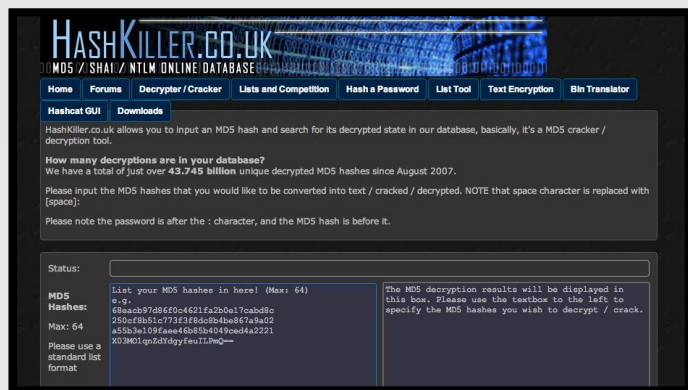 HASHKILLER.CO.UK
MD5 / SHA1 / NTLM ONLINE DATABASE
Home Forums Decrypter / Cracker Lists and Competition Hash a Password List Tool Text Encryption Bin Translator
Hashcat GUI Downloads
HashKiller.co.uk allows you to input an MD5 hash and search for its decrypted state in our database, basically, it's a MD5 cracker /
decryption tool.
How many decryptions are in your database?
We have a total of just over 43.745 billion unique decrypted MD5 hashes since August 2007.
Please input the MD5 hashes that you would like to be converted into text / cracked / decrypted. NOTE that space character is replaced with
[space]:
Please note the password is after the : character, and the MD5 hash is before it.
Status:
MD5
Hashes:
Max: 64
Please use a
standard list
format
List your MD5 hashes in here! (Max: 64)
e.g.
68eacb97d86f0c4621fa2b0e17cabd8c
250cf8b51c773f3f8dc8b4be867a9a02
a55b3e109faee46b85b4049ced4a2221
X03MO1qnZdYdgyfeuILPmQ==
The MD5 decryption results will be displayed in
this box. Please use the textbox to the left to
specify the MD5 hashes you wish to decrypt / crack.